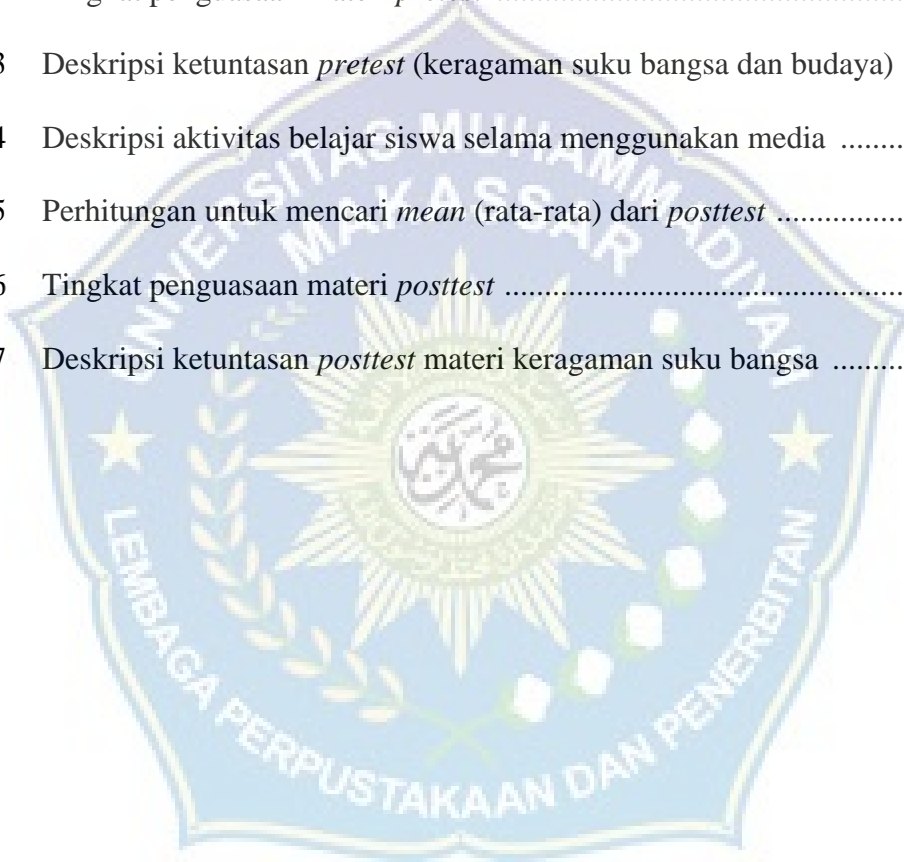 3 Deskripsi ketuntasan pretest (keragaman suku bangsa dan budaya)
4 Deskripsi aktivitas belajar siswa selama menggunakan media ........
5 Perhitungan untuk mencari mean (rata-rata) dari posttest ................
6 Tingkat penguasaan materi posttest ..................................................
7 Deskripsi ketuntasan posttest materi keragaman suku bangsa .........
UNIVERSITAS MUHAMMADIYAH
MAKASSAR
LEMBAGA PERPUSTAKAAN DAN PENERBITAN